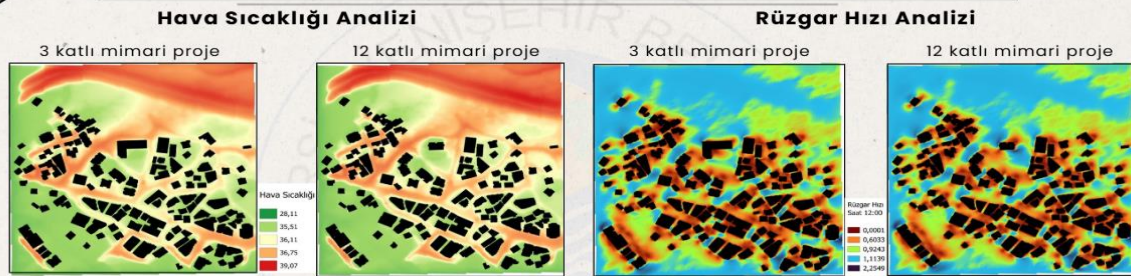 Hava Sıcaklığı Analizi
3 katlı mimari proje
12 katlı mimari proje
Hava Sıcaklığı
28,11
35,51
36,11
36,75
39,07
Rüzgar Hızı Analizi
3 katlı mimari proje
12 katlı mimari proje
Rüzgar Hızı
Saat 12:00
0,0001
0,6033
0,9243
1,1139
2,2549